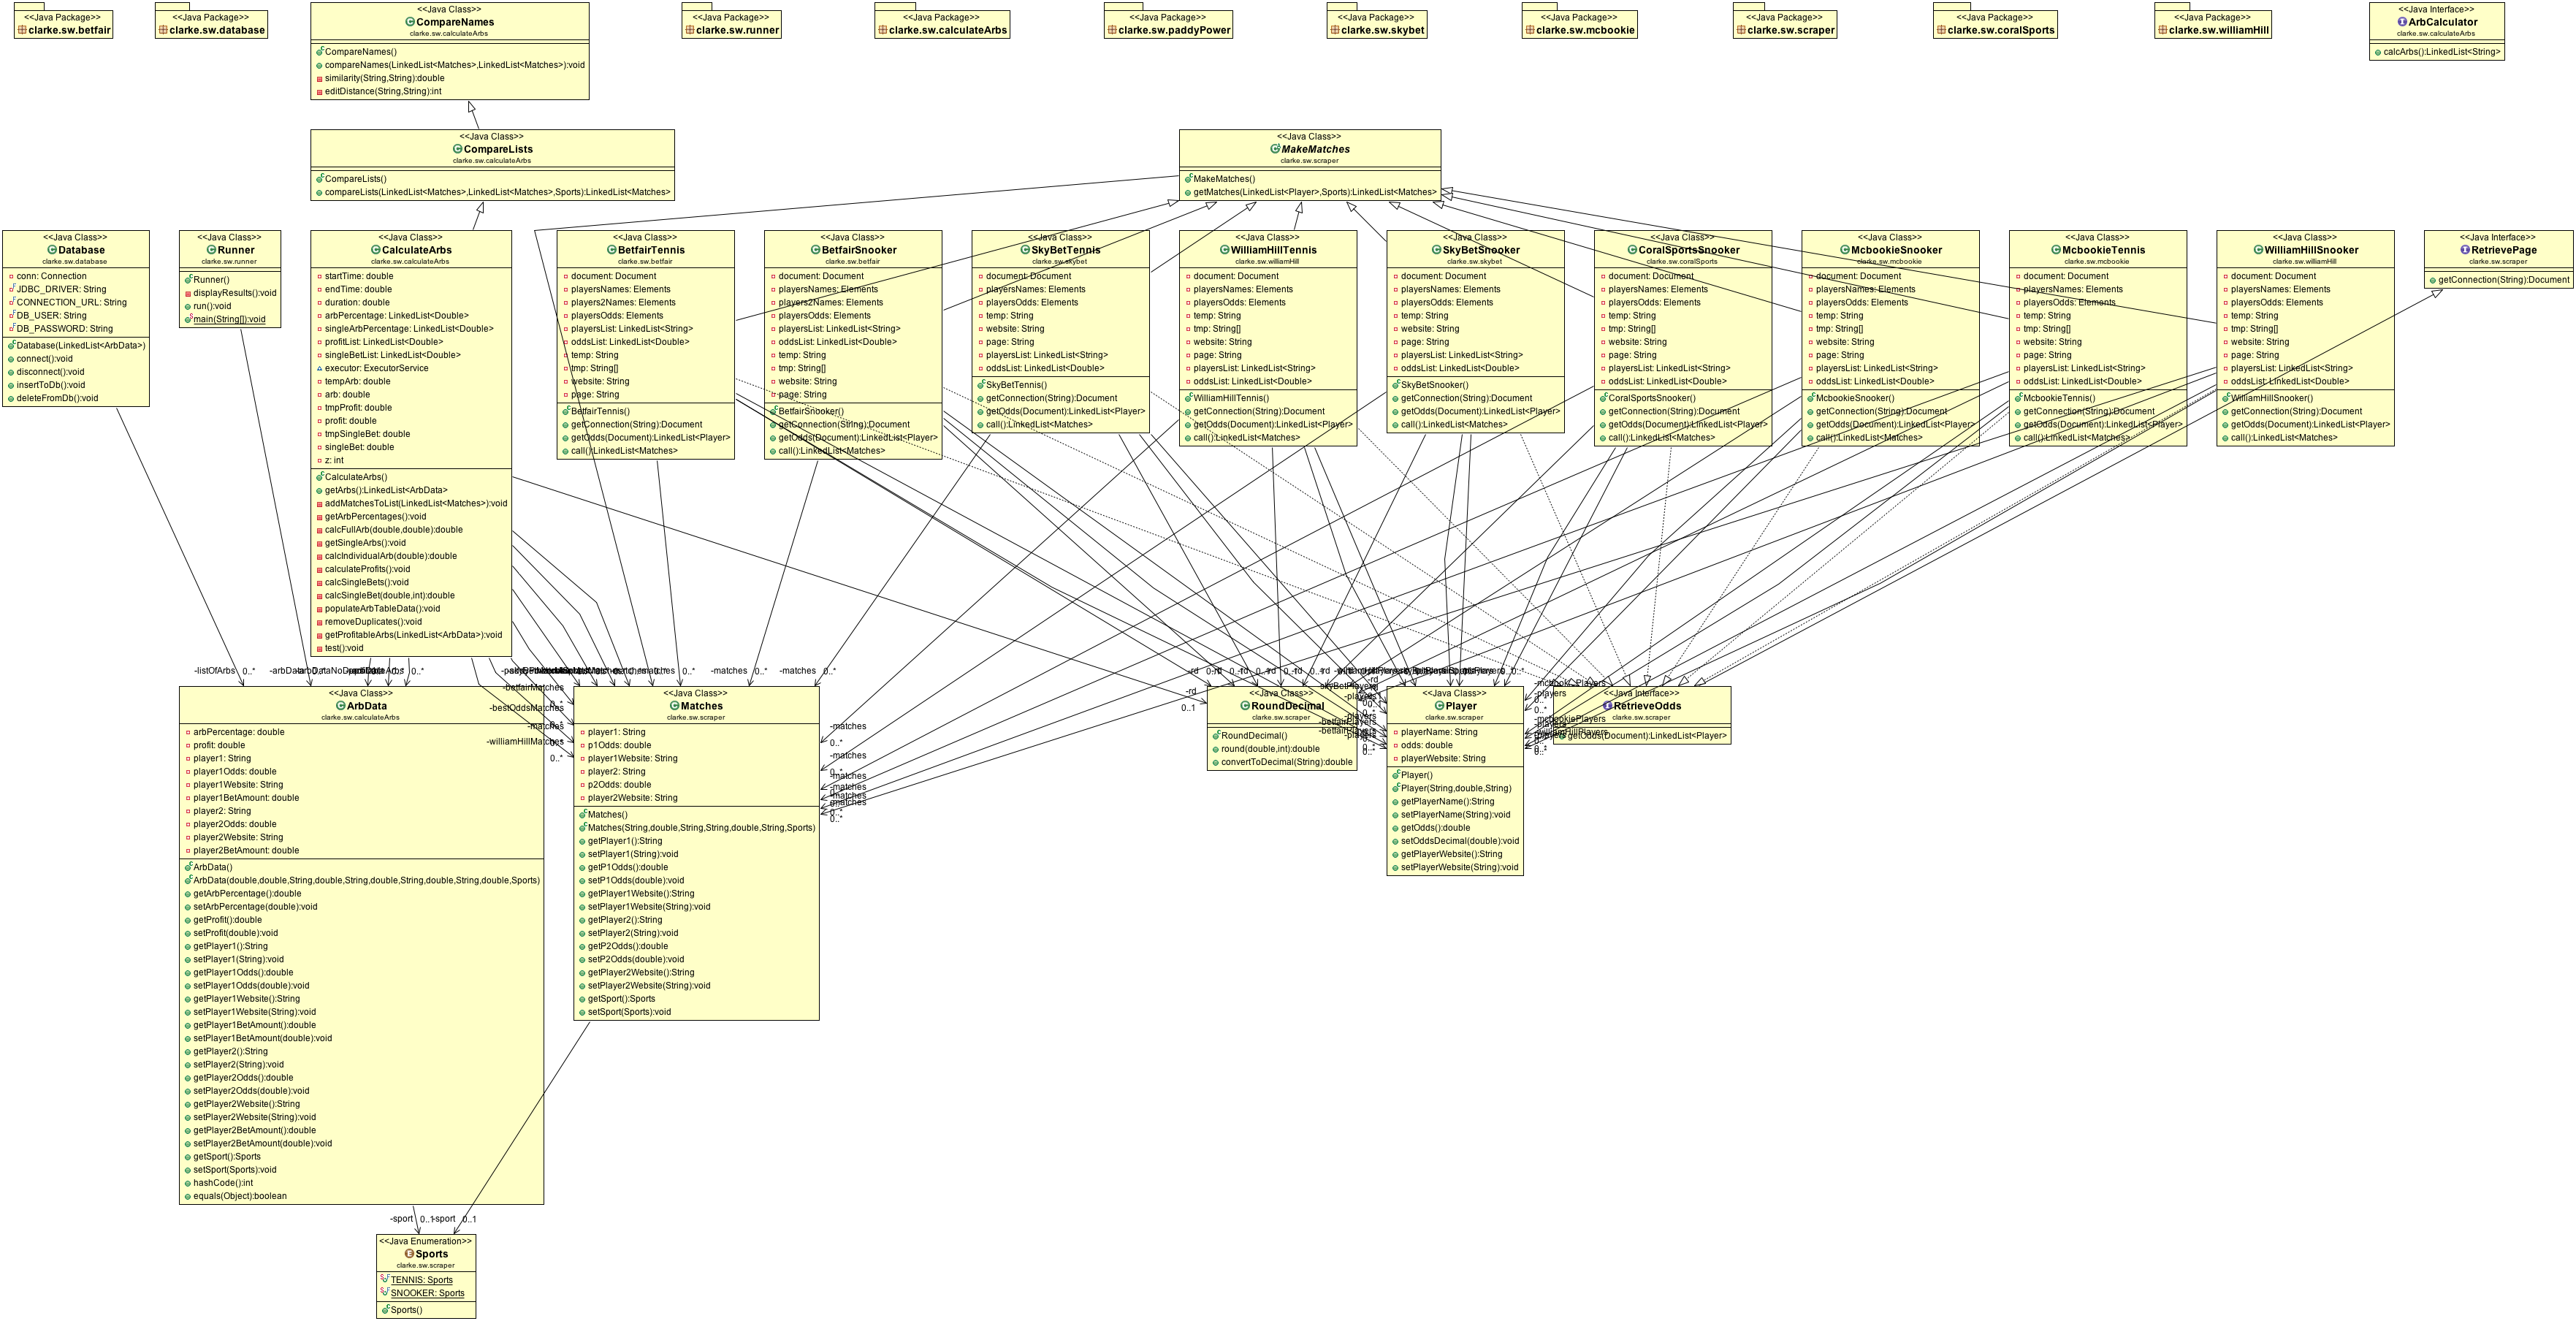 <<Java Package>>
clarke.sw.betfair
<<Java Package>>
clarke.sw.database
<<Java Class>>
CompareNames
clarke.sw.calculateArbs
CompareNames()
compareNames(LinkedList<Matches>,LinkedList<Matches>):void
similarity(String,String):double
editDistance(String,String):int
<<Java Package>>
clarke.sw.runner
<<Java Package>>
clarke.sw.calculateArbs
<<Java Package>>
clarke.sw.paddyPower
<<Java Package>>
clarke.sw.skybet
<<Java Package>>
clarke.sw.mcbookie
<<Java Package>>
clarke.sw.scraper
<<Java Package>>
clarke.sw.coralSports
<<Java Package>>
clarke.sw.williamHill
<<Java Interface>>
ArbCalculator
clarke.sw.calculateArbs
calcArbs():LinkedList<String>
<<Java Class>>
CompareLists
clarke.sw.calculateArbs
CompareLists()
compareLists(LinkedList<Matches>,LinkedList<Matches>,Sports):LinkedList<Matches>
<<Java Class>>
MakeMatches
clarke.sw.scraper
MakeMatches()
getMatches(LinkedList<Player>,Sports):LinkedList<Matches>
<<Java Class>>
Database
clarke.sw.database
conn: Connection
JDBC_DRIVER: String
CONNECTION_URL: String
DB_USER: String
DB_PASSWORD: String
Database(LinkedList<ArbData>)
connect():void
disconnect():void
insertToDb():void
deleteFromDb():void
<<Java Class>>
Runner
clarke.sw.runner
Runner()
displayResults():void
run():void
main(String[]):void
<<Java Class>>
CalculateArbs
clarke.sw.calculateArbs
startTime: double
endTime: double
duration: double
arbPercentage: LinkedList<Double>
singleArbPercentage: LinkedList<Double>
profitList: LinkedList<Double>
singleBetList: LinkedList<Double>
executor: ExecutorService
tempArb: double
arb: double
tmpProfit: double
profit: double
tmpSingleBet: double
singleBet: double
z: int
CalculateArbs()
getArbs():LinkedList<ArbData>
addMatchesToList(LinkedList<Matches>):void
getArbPercentages():void
calcFullArb(double,double):double
getSingleArbs():void
calcIndividualArb(double):double
calculateProfits():void
calcSingleBets():void
calcSingleBet(double,int):double
populateArbTableData():void
removeDuplicates():void
getProfitableArbs(LinkedList<ArbData>):void
test():void
<<Java Class>>
BetfairTennis
clarke.sw.betfair
document: Document
playersNames: Elements
players2Names: Elements
playersOdds: Elements
playersList: LinkedList<String>
oddsList: LinkedList<Double>
temp: String
tmp: String[]
website: String
page: String
BetfairTennis()
getConnection(String):Document
getOdds(Document):LinkedList<Player>
call():LinkedList<Matches>
<<Java Class>>
BetfairSnooker
clarke.sw.betfair
document: Document
playersNames: Elements
players2Names: Elements
playersOdds: Elements
playersList: LinkedList<String>
oddsList: LinkedList<Double>
temp: String
tmp: String[]
website: String
page: String
BetfairSnooker()
getConnection(String):Document
getOdds(Document):LinkedList<Player>
call():LinkedList<Matches>
<<Java Class>>
SkyBetTennis
clarke.sw.skybet
document: Document
playersNames: Elements
playersOdds: Elements
temp: String
website: String
page: String
playersList: LinkedList<String>
oddsList: LinkedList<Double>
SkyBetTennis()
getConnection(String):Document
getOdds(Document):LinkedList<Player>
call():LinkedList<Matches>
<<Java Class>>
WilliamHillTennis
clarke.sw.williamHill
document: Document
playersNames: Elements
playersOdds: Elements
temp: String
tmp: String[]
website: String
page: String
playersList: LinkedList<String>
oddsList: LinkedList<Double>
WilliamHillTennis()
getConnection(String):Document
getOdds(Document):LinkedList<Player>
call():LinkedList<Matches>
<<Java Class>>
SkyBetSnooker
clarke.sw.skybet
document: Document
playersNames: Elements
playersOdds: Elements
temp: String
website: String
page: String
playersList: LinkedList<String>
oddsList: LinkedList<Double>
SkyBetSnooker()
getConnection(String):Document
getOdds(Document):LinkedList<Player>
call():LinkedList<Matches>
<<Java Class>>
CoralSportsSnooker
clarke.sw.coralSports
document: Document
playersNames: Elements
playersOdds: Elements
temp: String
tmp: String[]
website: String
page: String
playersList: LinkedList<String>
oddsList: LinkedList<Double>
CoralSportsSnooker()
getConnection(String):Document
getOdds(Document):LinkedList<Player>
call():LinkedList<Matches>
<<Java Class>>
McbookieSnooker
clarke.sw.mcbookie
document: Document
playersNames: Elements
playersOdds: Elements
temp: String
tmp: String[]
website: String
page: String
playersList: LinkedList<String>
oddsList: LinkedList<Double>
McbookieSnooker()
getConnection(String):Document
getOdds(Document):LinkedList<Player>
call():LinkedList<Matches>
<<Java Class>>
McbookieTennis
clarke.sw.mcbookie
document: Document
playersNames: Elements
playersOdds: Elements
temp: String
tmp: String[]
website: String
page: String
playersList: LinkedList<String>
oddsList: LinkedList<Double>
McbookieTennis()
getConnection(String):Document
getOdds(Document):LinkedList<Player>
call():LinkedList<Matches>
<<Java Class>>
WilliamHillSnooker
clarke.sw.williamHill
document: Document
playersNames: Elements
playersOdds: Elements
temp: String
tmp: String[]
website: String
page: String
playersList: LinkedList<String>
oddsList: LinkedList<Double>
WilliamHillSnooker()
getConnection(String):Document
getOdds(Document):LinkedList<Player>
call():LinkedList<Matches>
<<Java Interface>>
RetrievePage
clarke.sw.scraper
getConnection(String):Document
-listOfArbs 0..*
-matches 0..*
-matches 0..*
-betfairMatches
-bestOddsMatches
-matches
-williamHillMatches
0..*
-rd
0..1
-matches
0..*
-matches
<<Java Class>>
ArbData
clarke.sw.calculateArbs
arbPercentage: double
profit: double
player1: String
player1Odds: double
player1Website: String
player1BetAmount: double
player2: String
player2Odds: double
player2Website: String
player2BetAmount: double
ArbData()
ArbData(double,double,String,double,String,double,String,double,String,double,Sports)
getArbPercentage():double
setArbPercentage(double):void
getProfit():double
setProfit(double):void
getPlayer1():String
setPlayer1(String):void
getPlayer1Odds():double
setPlayer1Odds(double):void
getPlayer1Website():String
setPlayer1Website(String):void
getPlayer1BetAmount():double
setPlayer1BetAmount(double):void
getPlayer2():String
setPlayer2(String):void
getPlayer2Odds():double
setPlayer2Odds(double):void
getPlayer2Website():String
setPlayer2Website(String):void
getPlayer2BetAmount():double
setPlayer2BetAmount(double):void
getSport():Sports
setSport(Sports):void
hashCode():int
equals(Object):boolean
<<Java Class>>
Matches
clarke.sw.scraper
player1: String
p1Odds: double
player1Website: String
player2: String
p2Odds: double
player2Website: String
Matches()
Matches(String,double,String,String,double,String,Sports)
getPlayer1():String
setPlayer1(String):void
getP1Odds():double
setP1Odds(double):void
getPlayer1Website():String
setPlayer1Website(String):void
getPlayer2():String
setPlayer2(String):void
getP2Odds():double
setP2Odds(double):void
getPlayer2Website():String
setPlayer2Website(String):void
getSport():Sports
setSport(Sports):void
<<Java Class>>
RoundDecimal
clarke.sw.scraper
RoundDecimal()
round(double,int):double
convertToDecimal(String):double
<<Java Class>>
Player
clarke.sw.scraper
playerName: String
odds: double
playerWebsite: String
Player()
Player(String,double,String)
getPlayerName():String
setPlayerName(String):void
getOdds():double
setOddsDecimal(double):void
getPlayerWebsite():String
setPlayerWebsite(String):void
<<Java Interface>>
RetrieveOdds
clarke.sw.scraper
getOdds(Document):LinkedList<Player>
-sport 0..1
-sport 0..1
<<Java Enumeration>>
Sports
clarke.sw.scraper
TENNIS: Sports
SNOOKER: Sports
Sports()